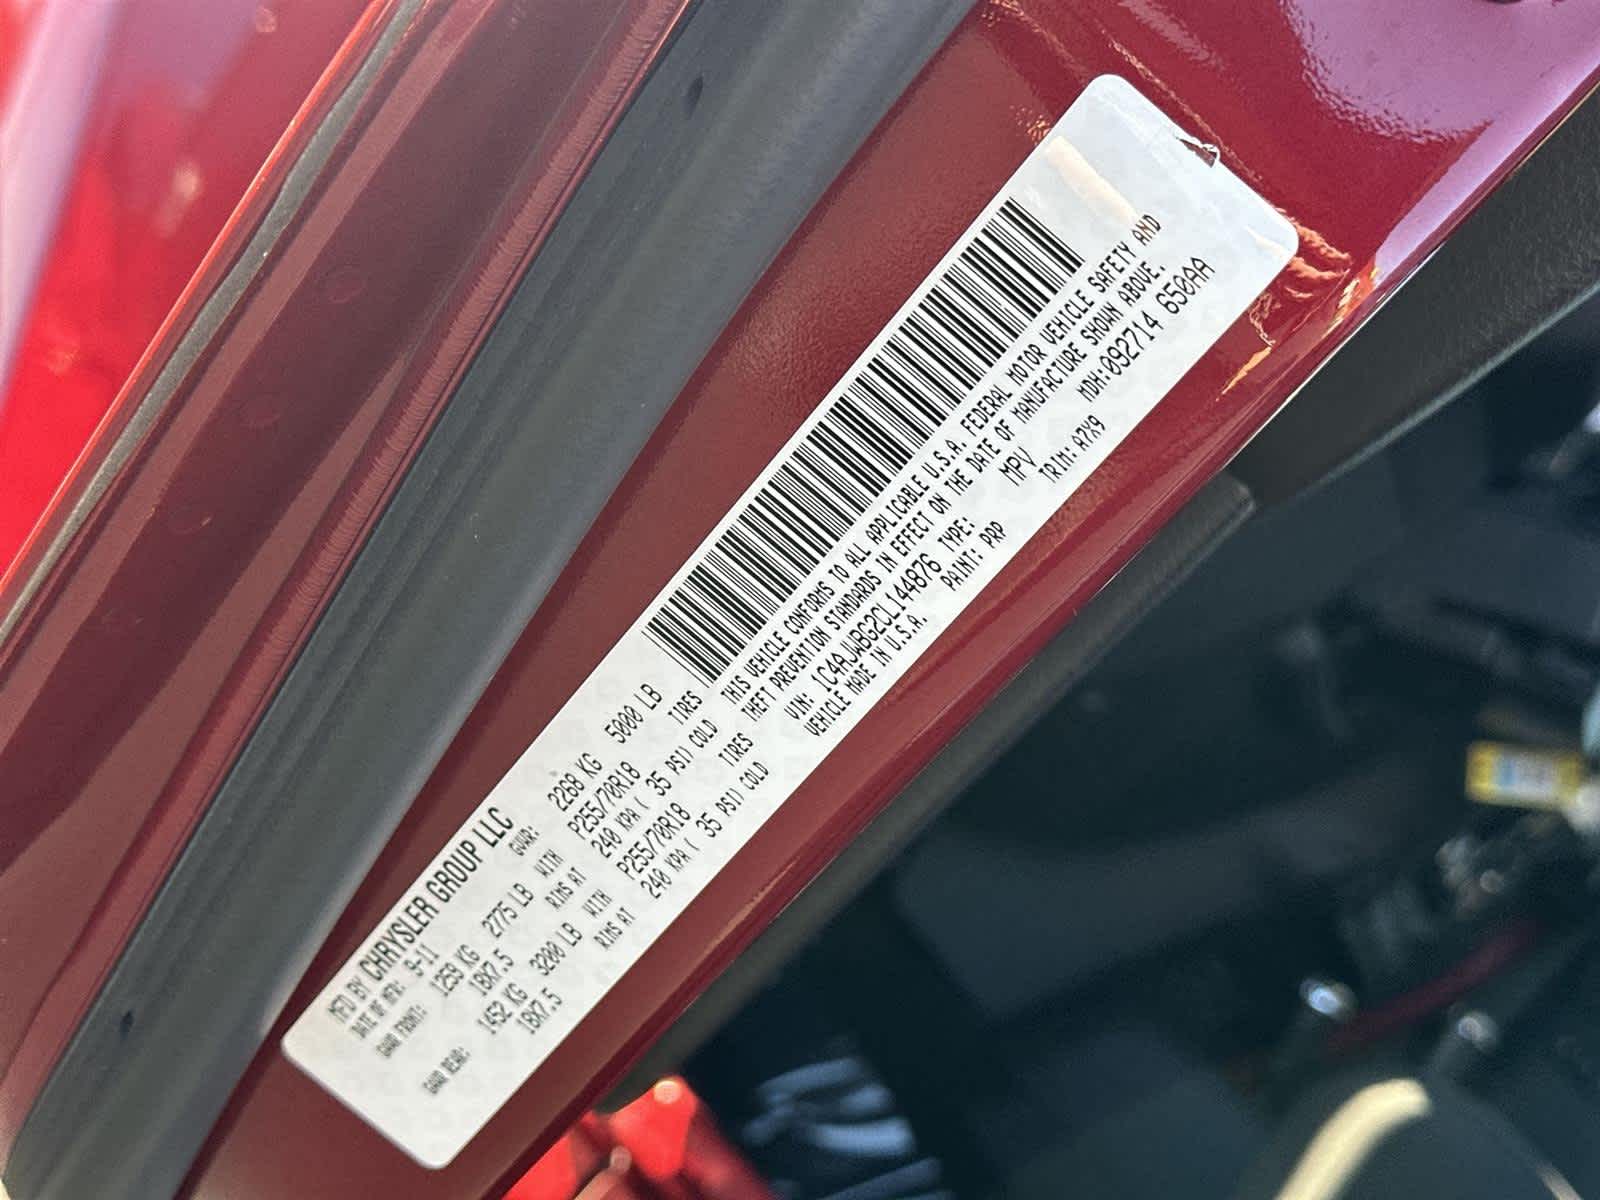 MFD BY CHRYSLER GROUP LLC
DATE OF MFR: 9-11 GVWR: 2268 KG 5000 LB
GAWR FRONT: 1259 KG 2775 LB WITH P255/70R18 TIRES
18X7.5 RIMS AT 240 KPA( 35 PSI) COLD
GAWR REAR: 1452 KG 3200 LB WITH P255/70R18 TIRES
18X7.5 RIMS AT 240 KPA( 35 PSI) COLD
THIS VEHICLE CONFORMS TO ALL APPLICABLE U.S.A. FEDERAL MOTOR VEHICLE SAFETY AND
THEFT PREVENTION STANDARDS IN EFFECT ON THE DATE OF MANUFACTURE SHOWN ABOVE.
VIN: 1C4AJWBG2CL144876 TYPE: MPV MDH:092714 650AA
VEHICLE MADE IN U.S.A. PAINT: PRP TRIM: A7X9